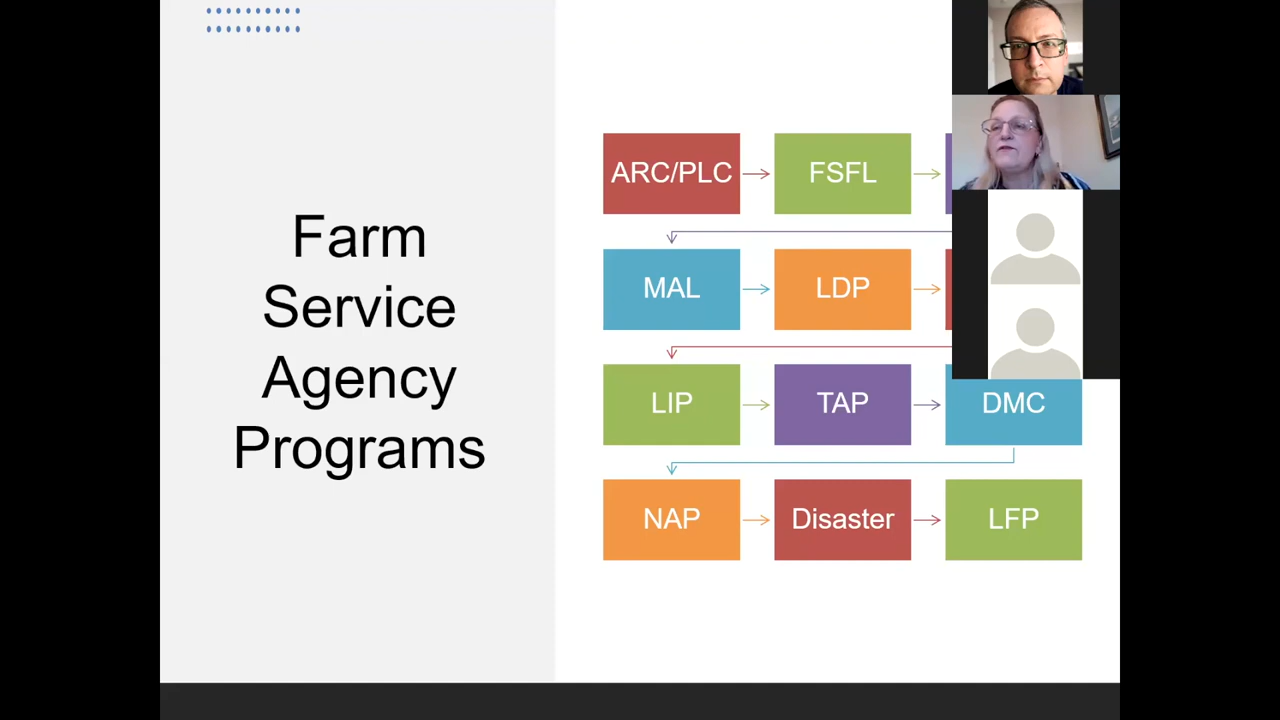 Farm
Service
Agency
Programs
ARC/PLC
FSFL
MAL
LDP
LIP
TAP
DMC
NAP
Disaster
LFP